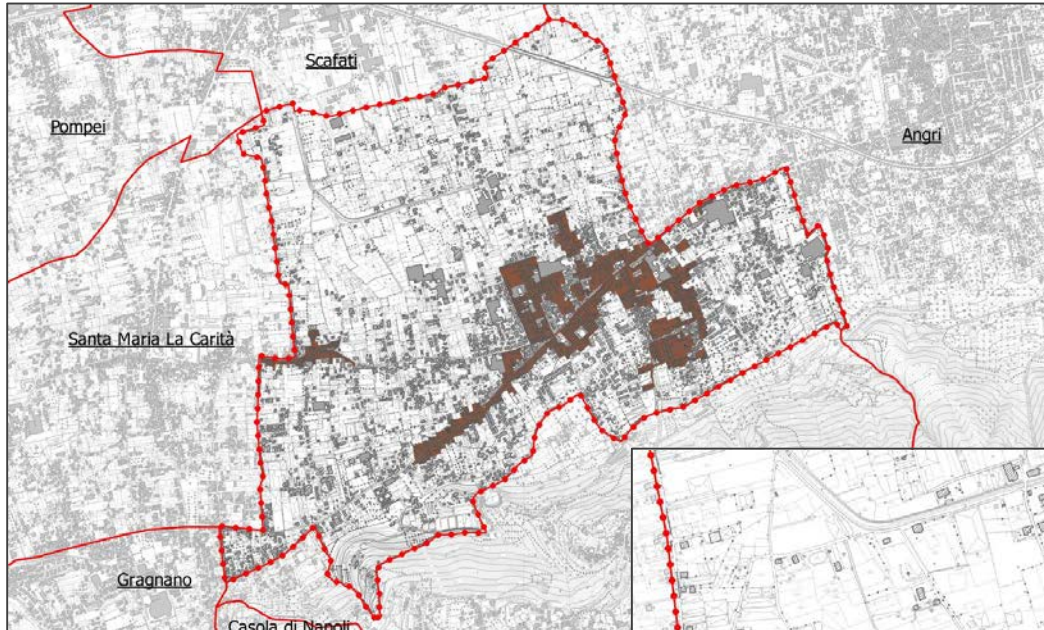 Scafati
Pompei
Angri
Santa Maria La Carità
Gragnano
Casola di Napoli